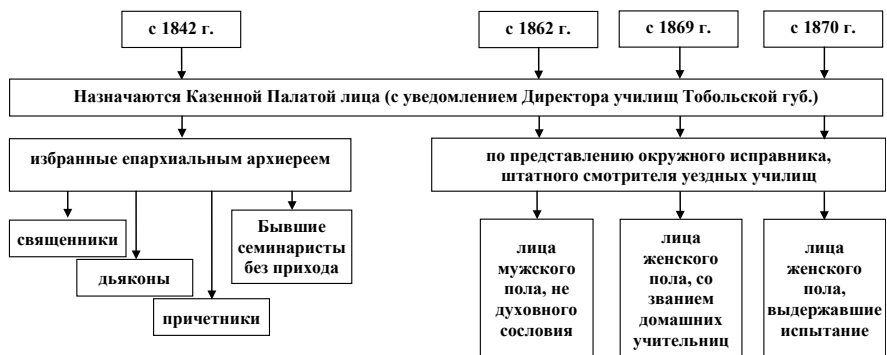 с 1842 г.
с 1862 г.
с 1869 г.
с 1870 г.
Назначаются Казенной Палатой лица (с уведомлением Директора училищ Тобольской губ.)
избранные епархиальным архиереем
по представлению окружного исправника,
штатного смотрителя уездных училищ
священники
дьяконы
причетники
Бывшие
семинаристы
без прихода
лица
мужского
пола, не
духовного
сословия
лица
женского
пола, со
званием
домашних
учительниц
лица
женского
пола,
выдержавшие
испытание